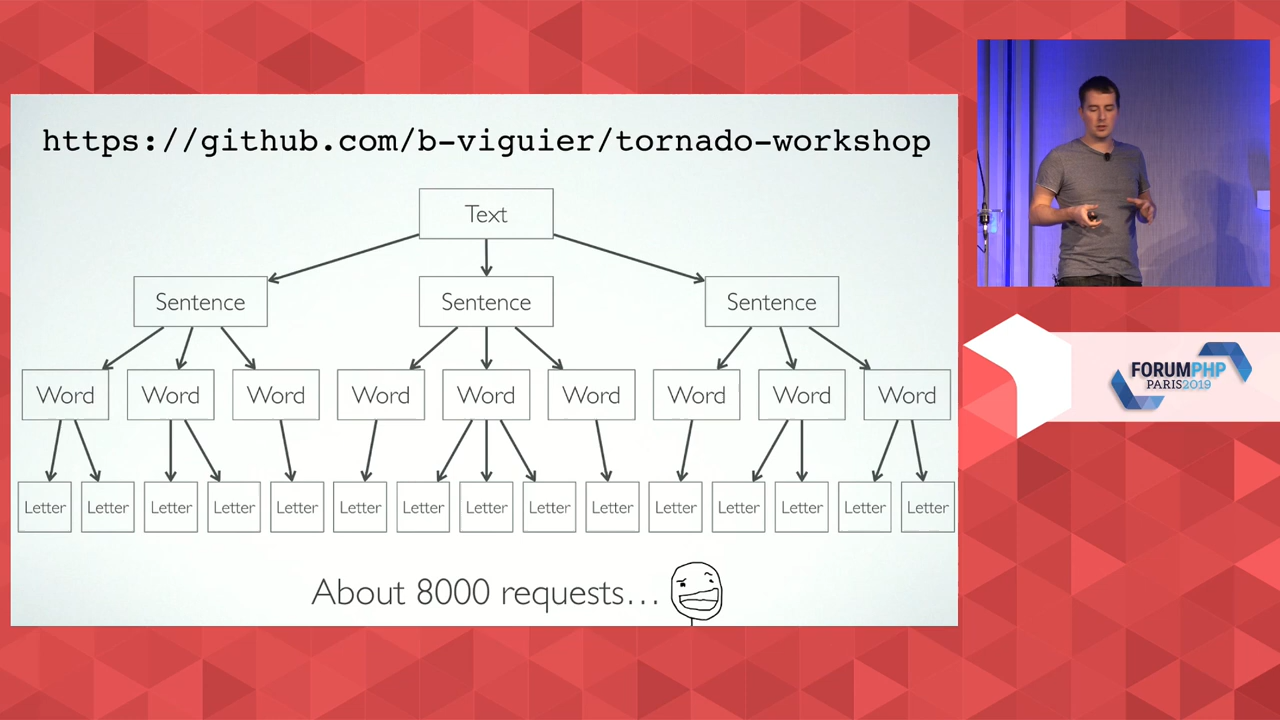 https://github.com/b-viguier/tornado-workshop
Text
Sentence Sentence Sentence
Word Word Word Word Word Word Word Word Word
Letter Letter Letter Letter Letter Letter Letter Letter Letter Letter Letter Letter Letter Letter Letter
About 8000 requests…
FORUMPHP
PARIS2019